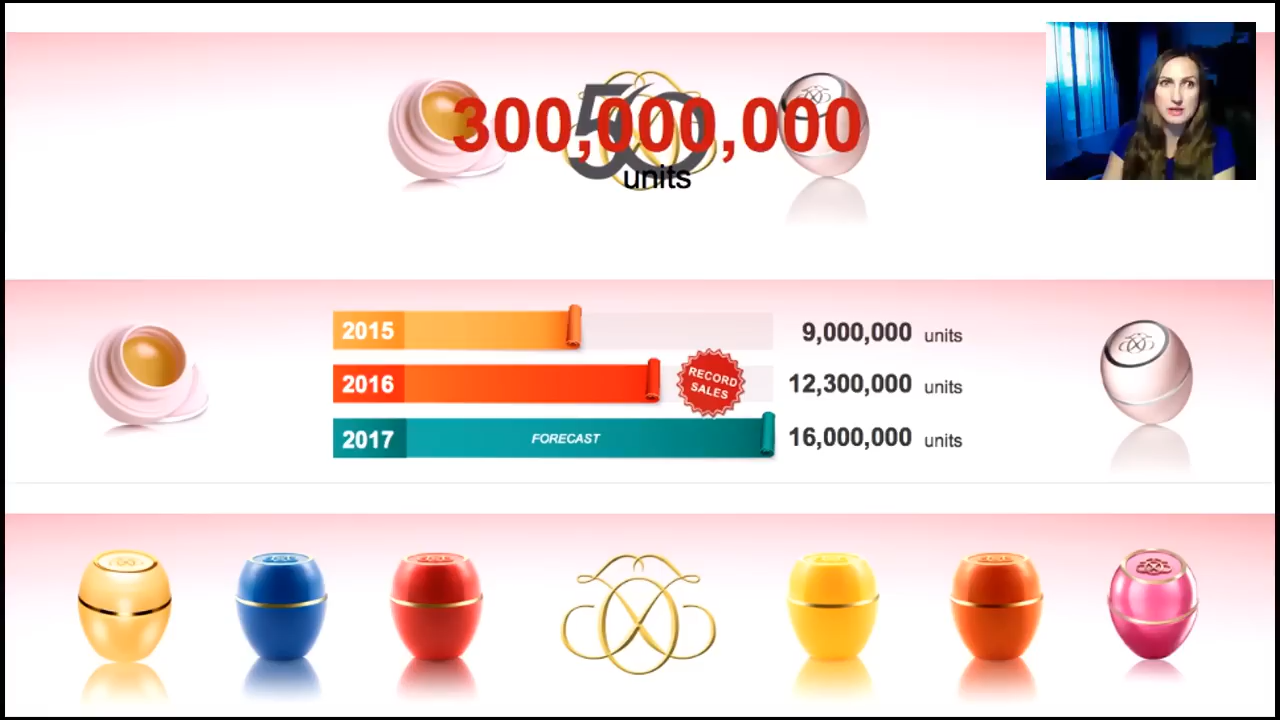 50
300,000,000
units
2015
9,000,000 units
2016
RECORD
SALES
12,300,000 units
2017
FORECAST
16,000,000 units